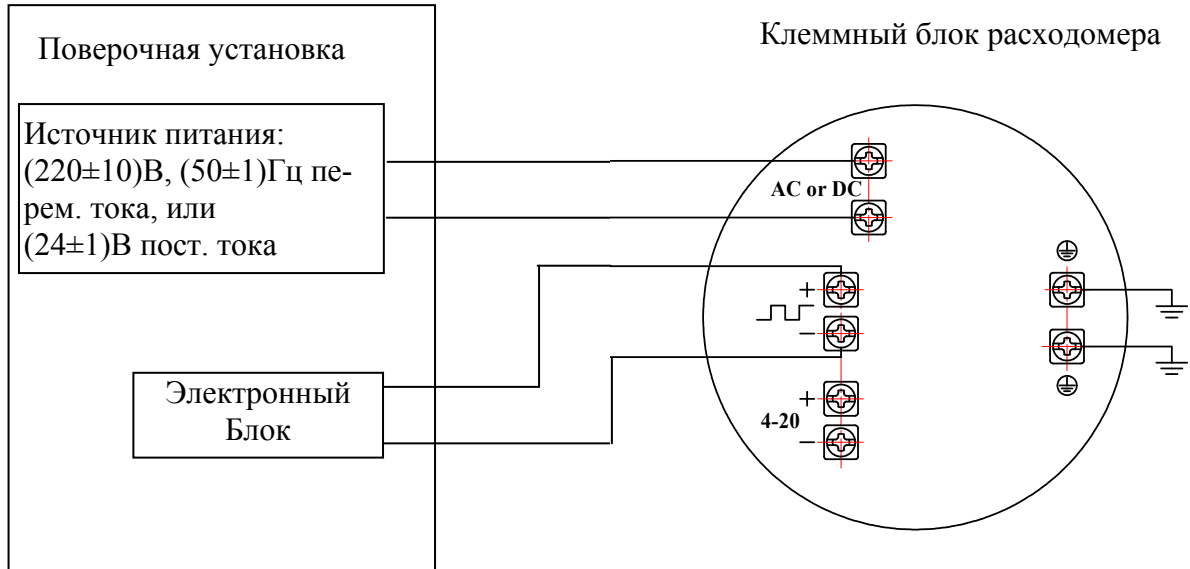 Поверочная установка
Клеммный блок расходомера
Источник питания:
(220±10)В, (50±1)Гц пе-
рем. тока, или
(24±1)В пост. тока
AC or DC
+
−
Электронный
Блок
+
4-20
−